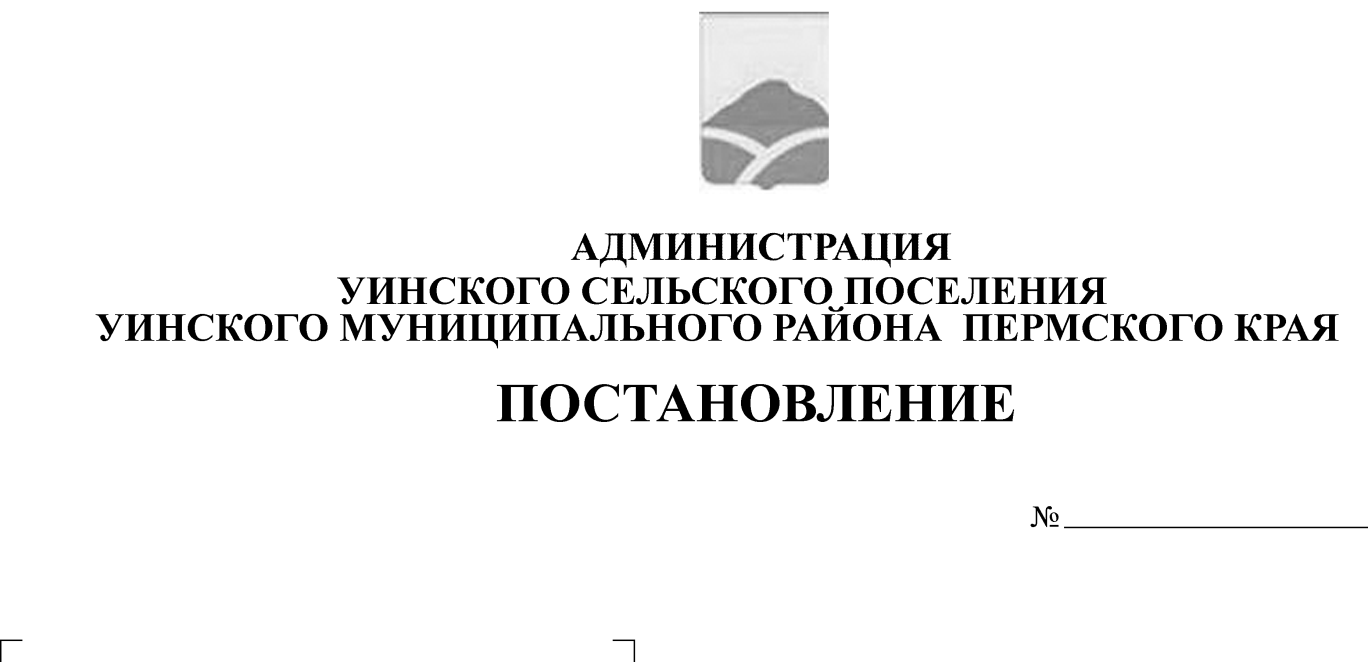 АДМИНИСТРАЦИЯ
УИНСКОГО СЕЛЬСКОГО ПОСЕЛЕНИЯ
УИНСКОГО МУНИЦИПАЛЬНОГО РАЙОНА ПЕРМСКОГО КРАЯ
ПОСТАНОВЛЕНИЕ
№